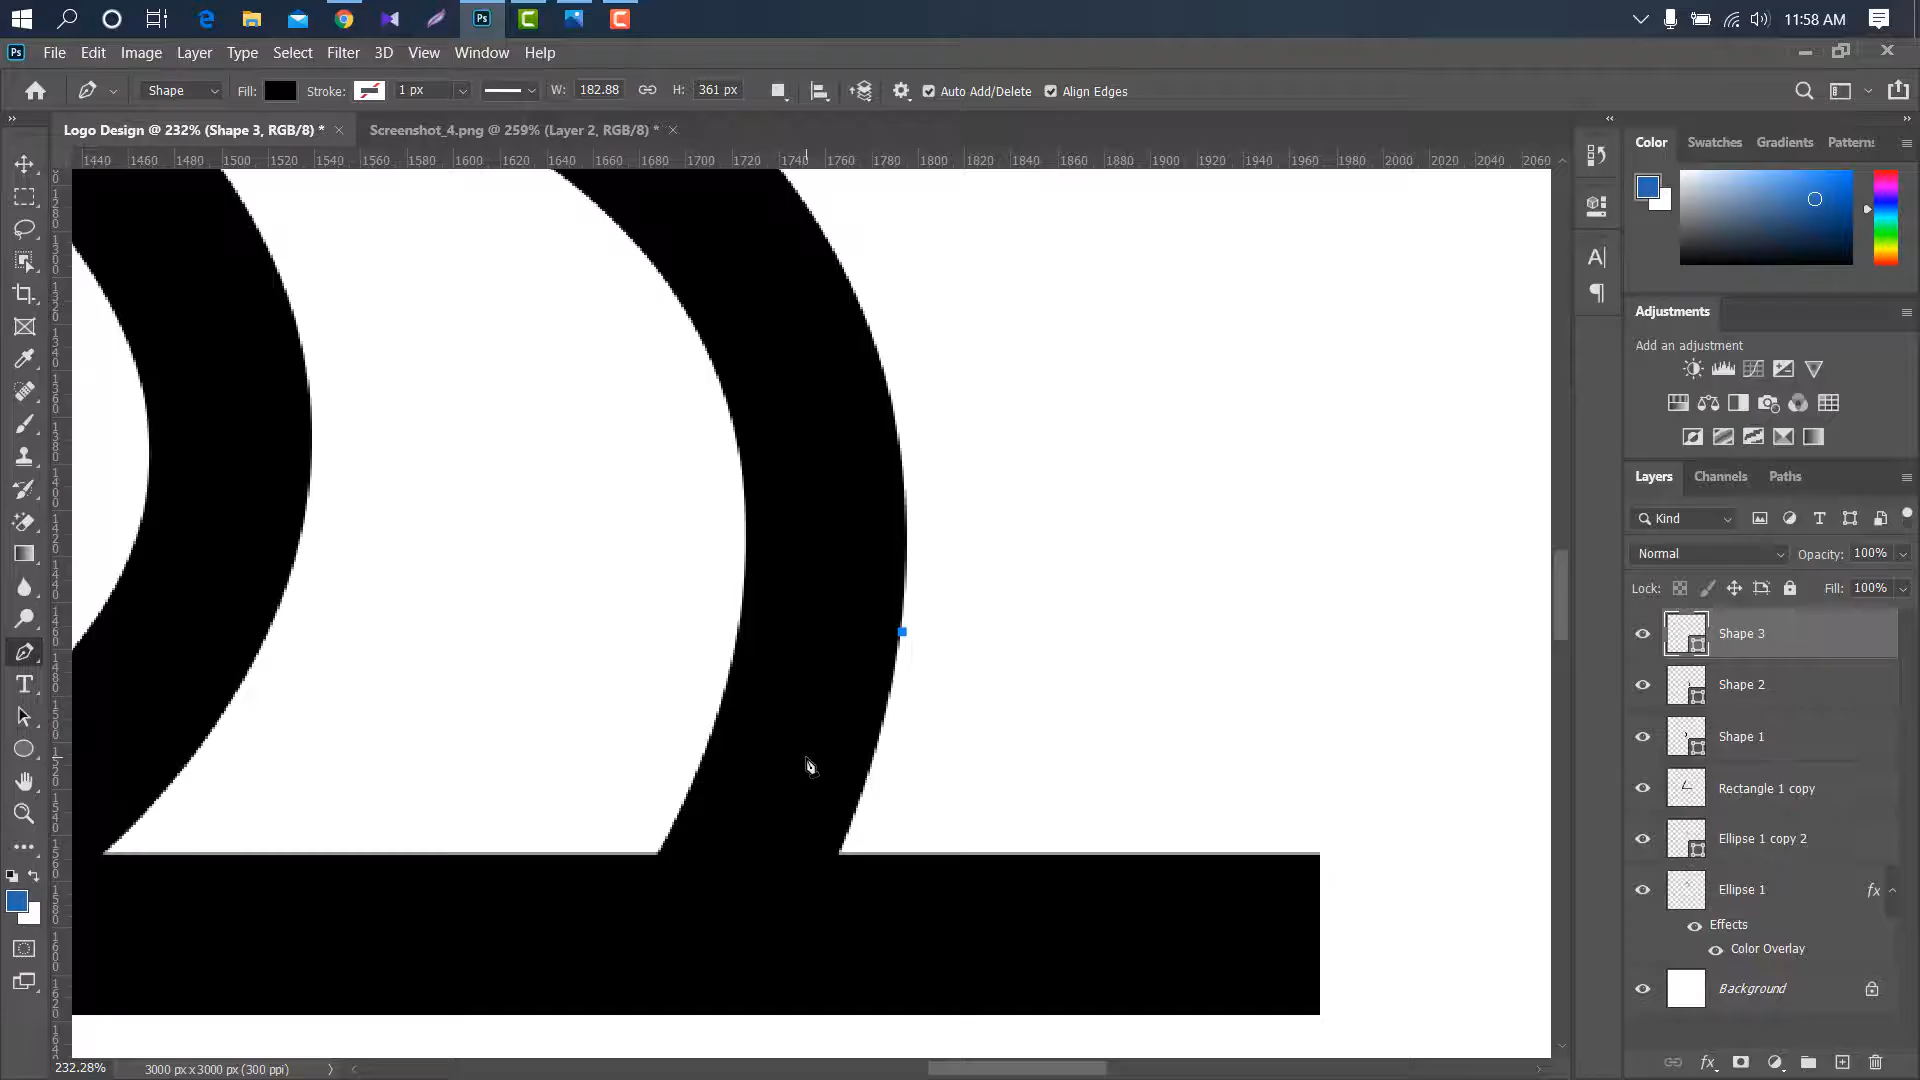 11:58 AM
Ps File Edit Image Layer Type Select Filter 3D View Window Help
Shape Fill: Stroke: 1 px W: 182.88 H: 361 px Auto Add/Delete Align Edges
Logo Design @ 232% (Shape 3, RGB/8) * Screenshot_4.png @ 259% (Layer 2, RGB/8) *
1440 1460 1480 1500 1520 1540 1560 1580 1600 1620 1640 1660 1680 1700 1720 1740 1760 1780 1800 1820 1840 1860 1880 1900 1920 1940 1960 1980 2000 2020 2040 2060
Color Swatches Gradients Patterns
Adjustments
Add an adjustment
Layers Channels Paths
Kind
Normal Opacity: 100%
Lock: Fill: 100%
Shape 3
Shape 2
Shape 1
Rectangle 1 copy
Ellipse 1 copy 2
Ellipse 1 fx
Effects
Color Overlay
Background
232.28% 3000 px x 3000 px (300 ppi)